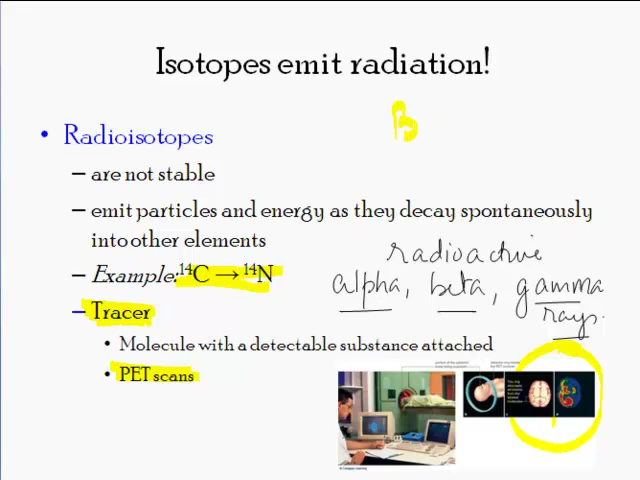 Isotopes emit radiation!
B
• Radioisotopes
– are not stable
– emit particles and energy as they decay spontaneously
into other elements
radioactive
– Example: ¹⁴C → ¹⁴N
alpha, beta, gamma
rays.
– Tracer
• Molecule with a detectable substance attached
• PET scans